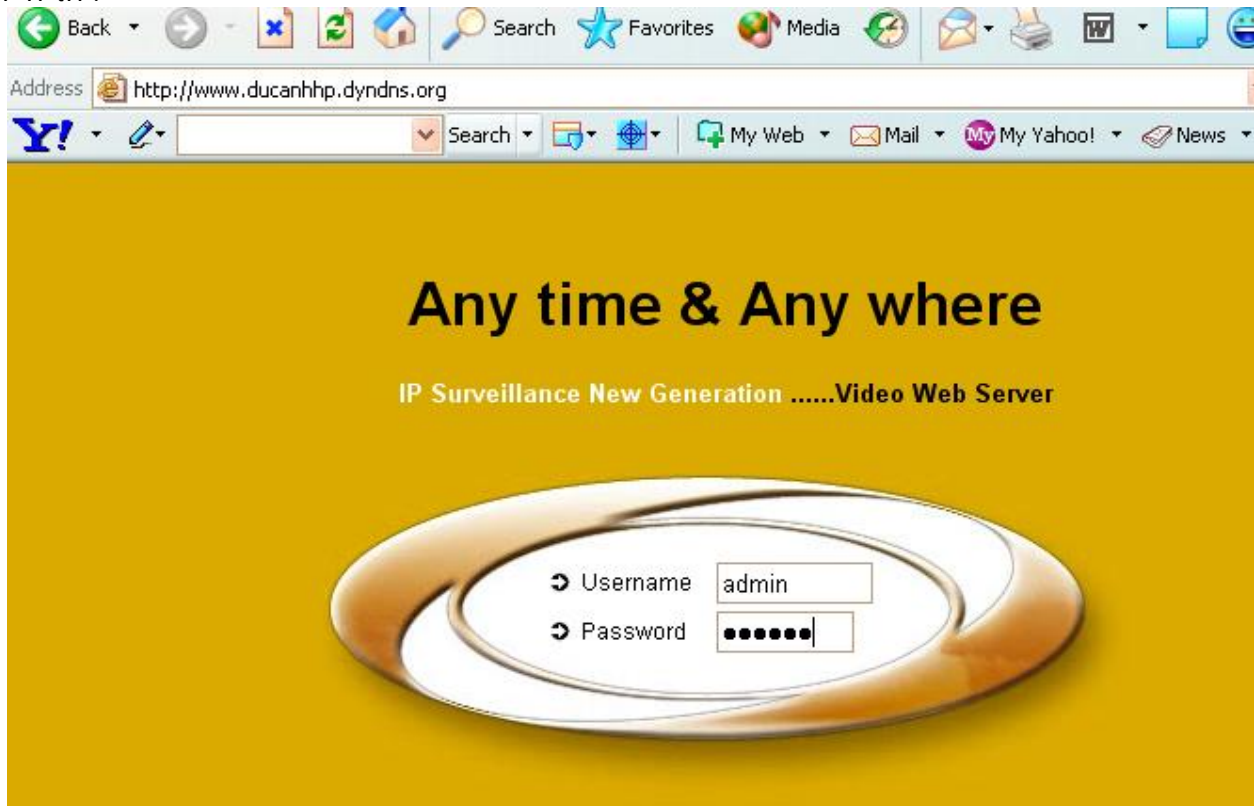 Back Search Favorites Media
Address http://www.ducanhhp.dyndns.org
Y! Search My Web Mail My My Yahoo! News
Any time & Any where
IP Surveillance New Generation ......Video Web Server
Username admin
Password ••••••